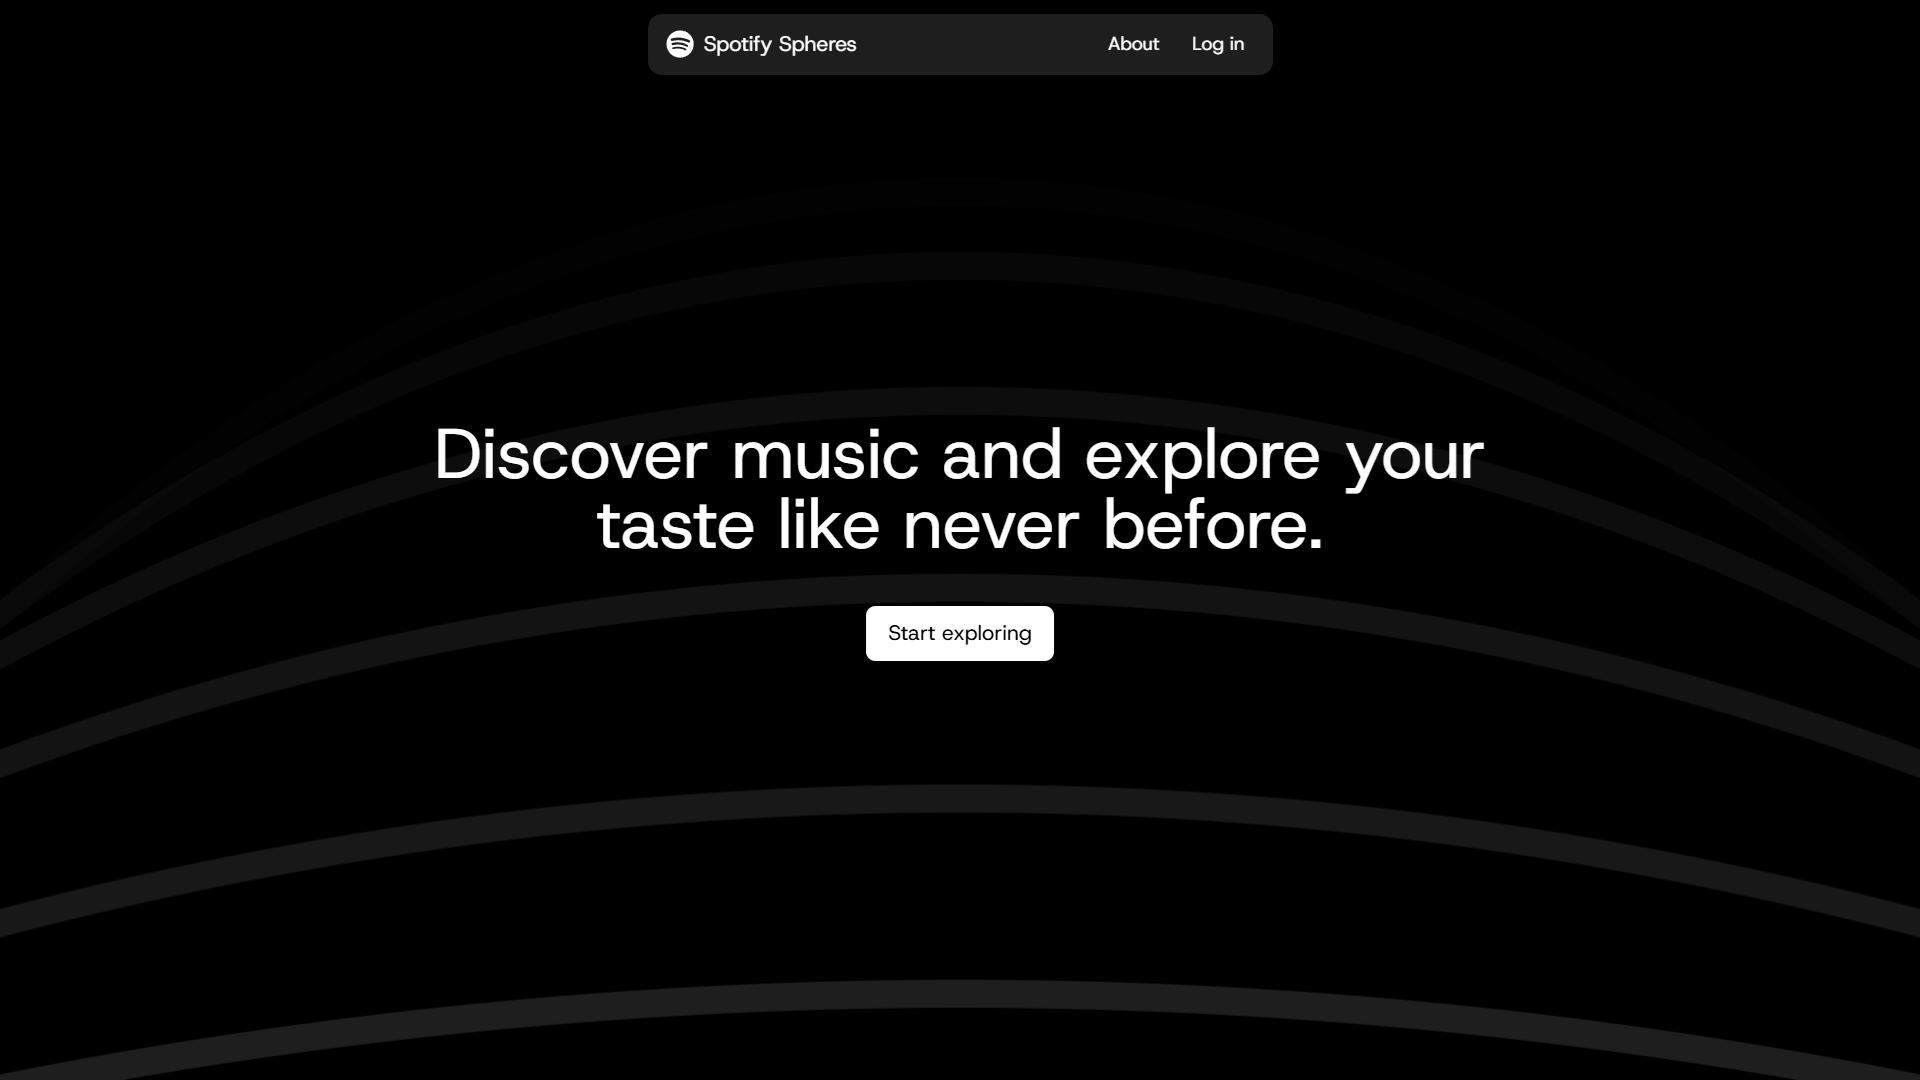 Spotify Spheres
About
Log in
Discover music and explore your
taste like never before.
Start exploring